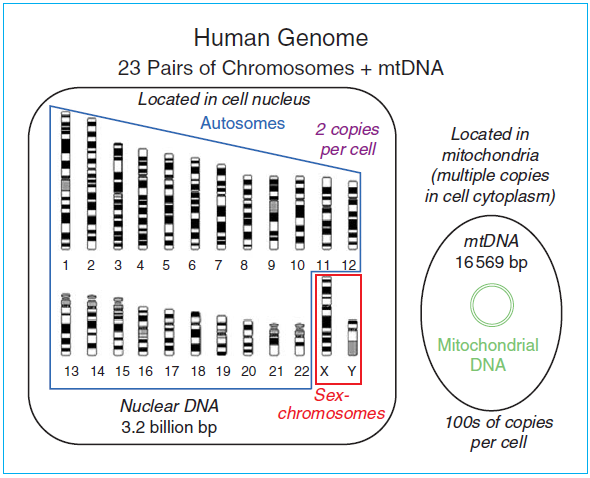 Human Genome
23 Pairs of Chromosomes + mtDNA
Located in cell nucleus
Autosomes
2 copies
per cell
1 2 3 4 5 6 7 8 9 10 11 12
13 14 15 16 17 18 19 20 21 22 X Y
Nuclear DNA
3.2 billion bp
Sex-
chromosomes
Located in
mitochondria
(multiple copies
in cell cytoplasm)
mtDNA
16 569 bp
Mitochondrial
DNA
100s of copies
per cell